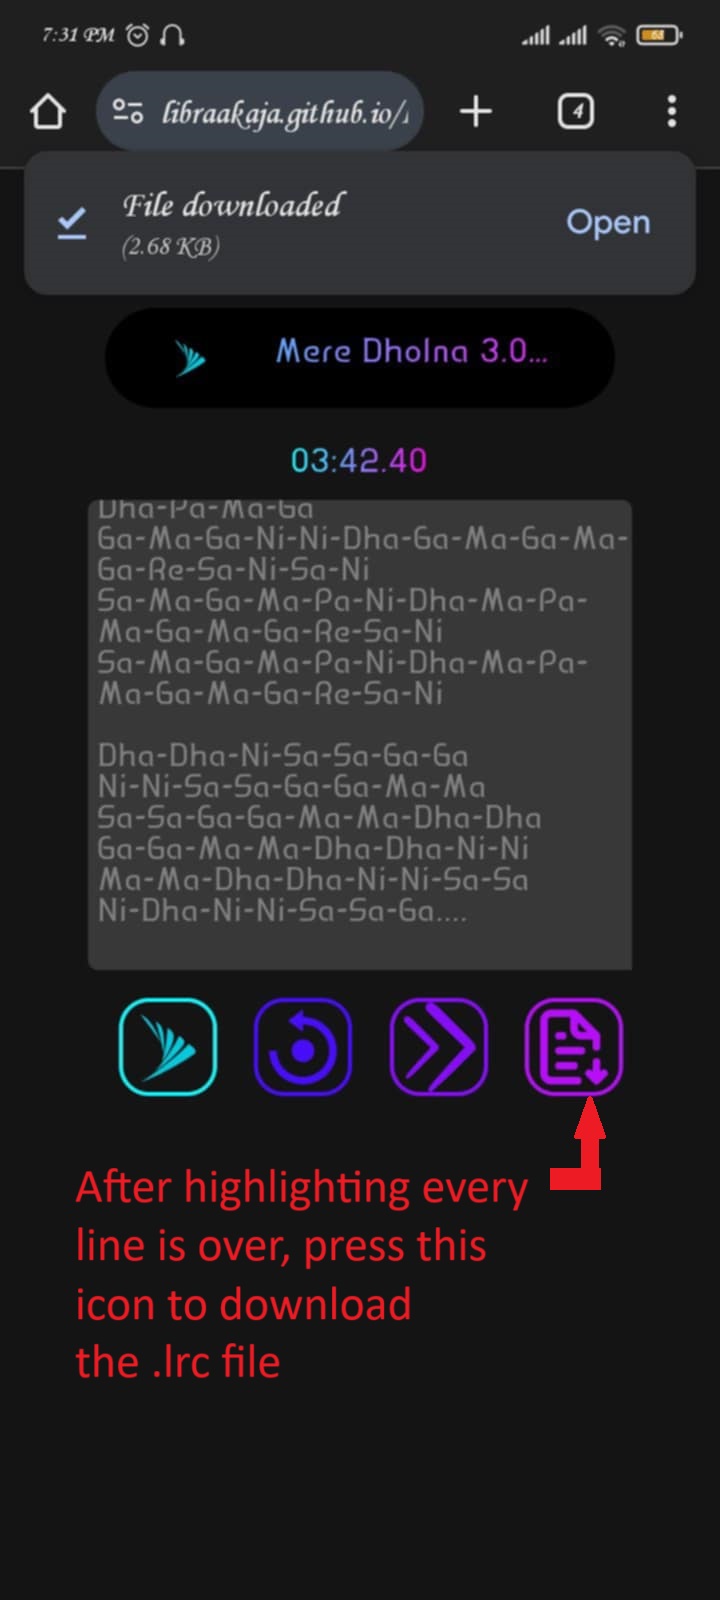 7:31 PM
68
libraakaja.github.io/
4
File downloaded
(2.68 KB)
Open
Mere Dholna 3.0...
03:42.40
Dha-Pa-Ma-Ga
Ga-Ma-Ga-Ni-Ni-Dha-Ga-Ma-Ga-Ma-
Ga-Re-Sa-Ni-Sa-Ni
Sa-Ma-Ga-Ma-Pa-Ni-Dha-Ma-Pa-
Ma-Ga-Ma-Ga-Re-Sa-Ni
Sa-Ma-Ga-Ma-Pa-Ni-Dha-Ma-Pa-
Ma-Ga-Ma-Ga-Re-Sa-Ni
Dha-Dha-Ni-Sa-Sa-Ga-Ga
Ni-Ni-Sa-Sa-Ga-Ga-Ma-Ma
Sa-Sa-Ga-Ga-Ma-Ma-Dha-Dha
Ga-Ga-Ma-Ma-Dha-Dha-Ni-Ni
Ma-Ma-Dha-Dha-Ni-Ni-Sa-Sa
Ni-Dha-Ni-Ni-Sa-Sa-Ga....
After highlighting every
line is over, press this
icon to download
the .lrc file